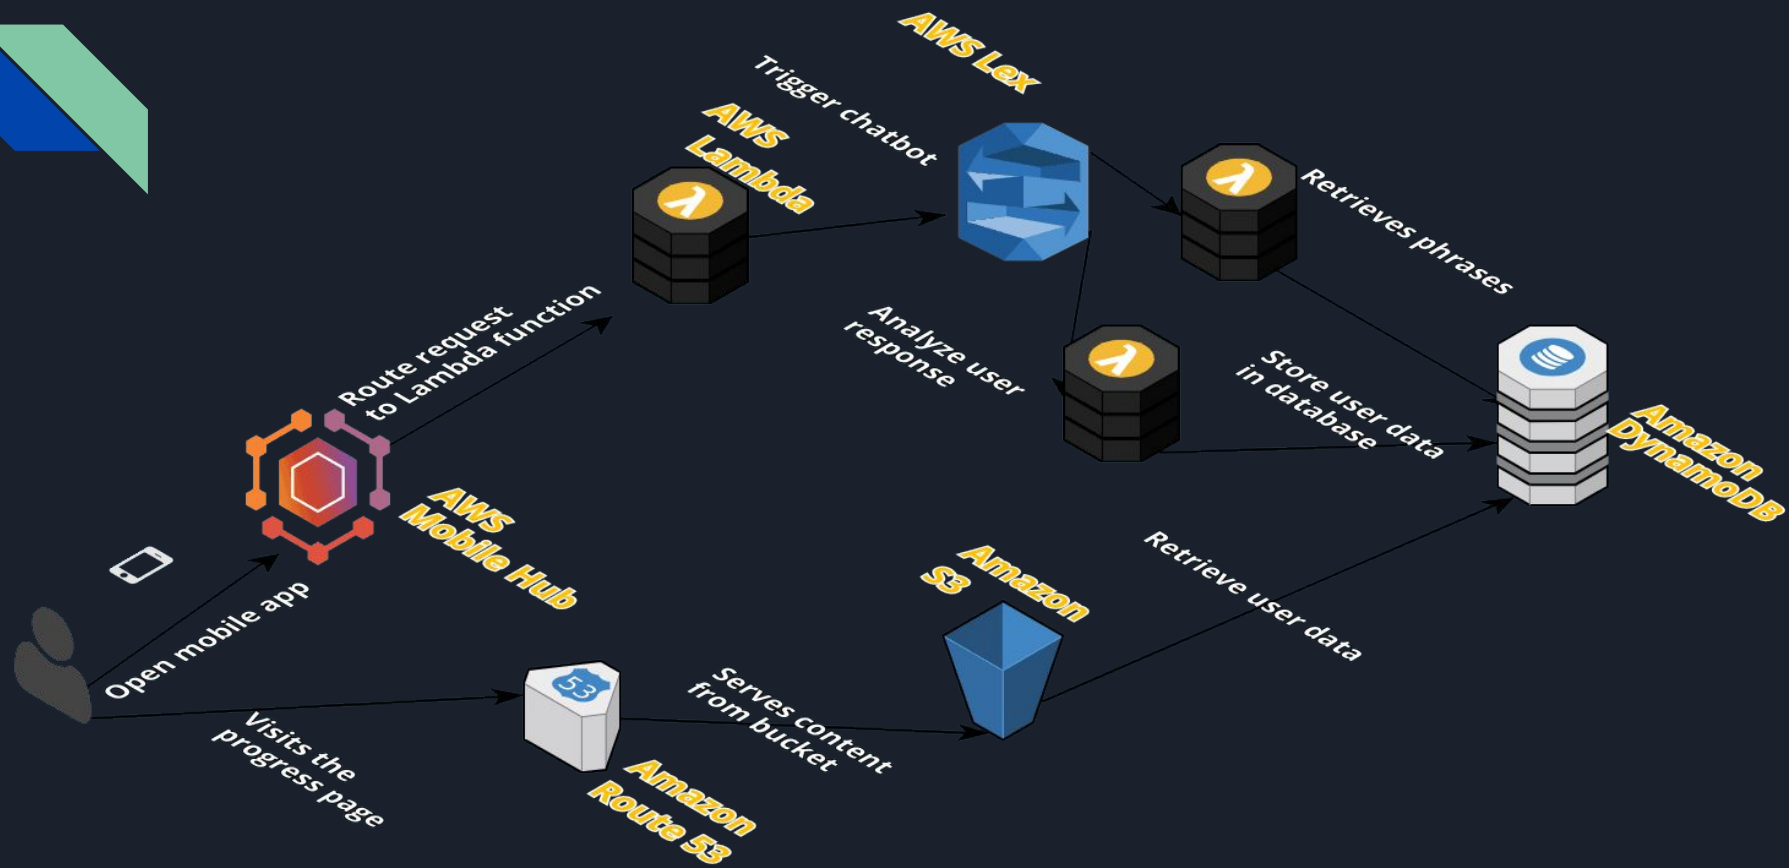 AWS Lex
Trigger chatbot
AWS
Lambda
λ
λ
Retrieves phrases
Route request
to Lambda function
Analyze user
response
λ
Store user data
in database
Amazon
DynamoDB
AWS
Mobile Hub
Open mobile app
Amazon
S3
Retrieve user data
53
Serves content
from bucket
Visits the
progress page
Amazon
Route 53